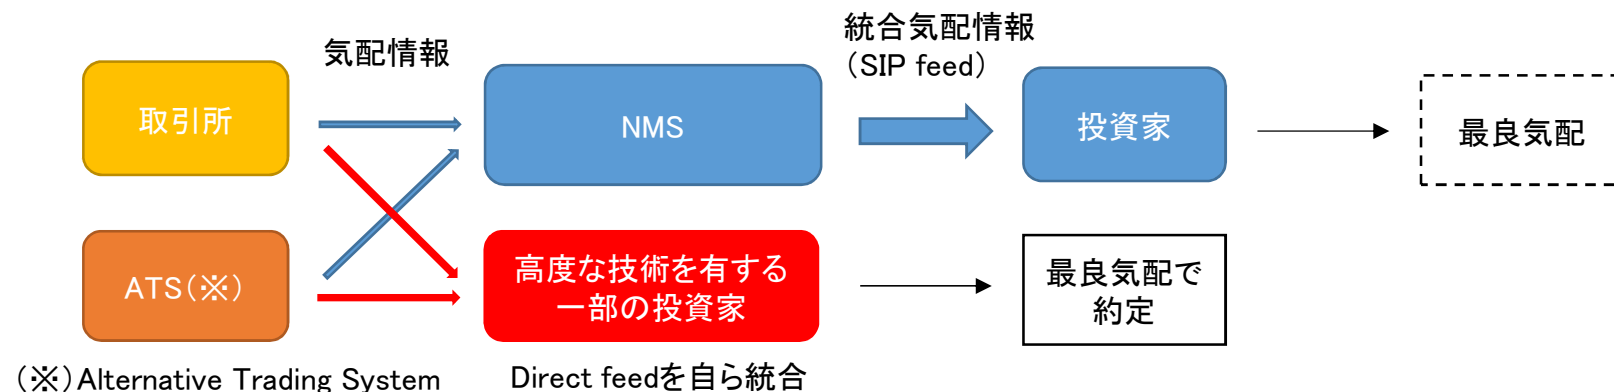 気配情報
統合気配情報
（SIP feed）
取引所
NMS
投資家
最良気配
ATS（※）
高度な技術を有する
一部の投資家
最良気配で
約定
（※）Alternative Trading System
Direct feedを自ら統合